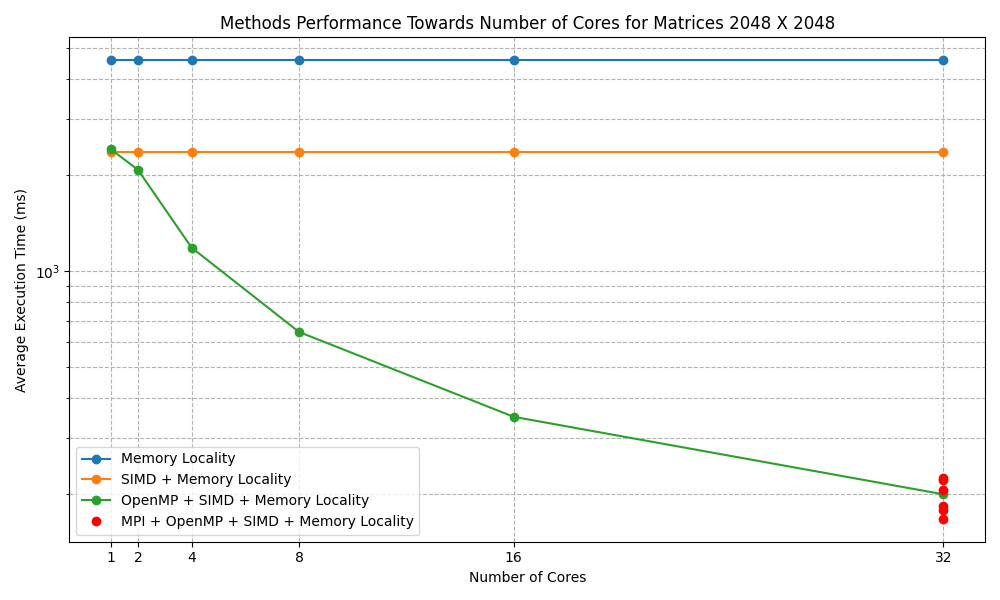 Methods Performance Towards Number of Cores for Matrices 2048 X 2048
Average Execution Time (ms)
10³
Memory Locality
SIMD + Memory Locality
OpenMP + SIMD + Memory Locality
MPI + OpenMP + SIMD + Memory Locality
1 2 4 8 16 32
Number of Cores